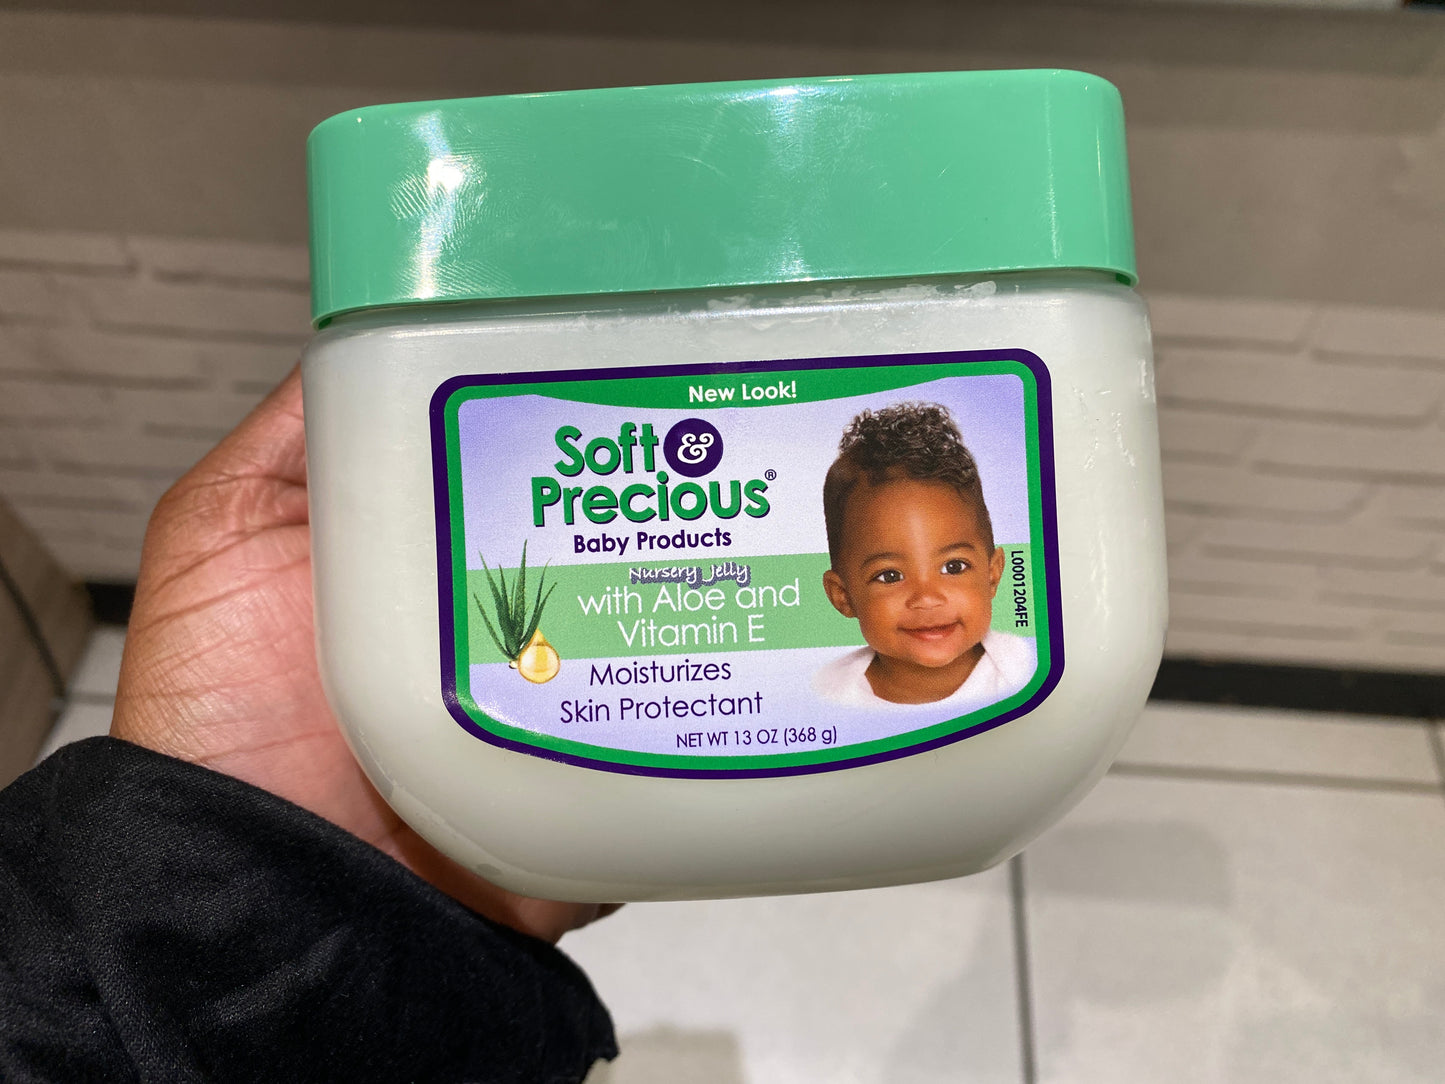 New Look!
Soft &
Precious®
Baby Products
Nursery Jelly
with Aloe and
Vitamin E
Moisturizes
Skin Protectant
NET WT 13 OZ (368 g)
L0001204FE